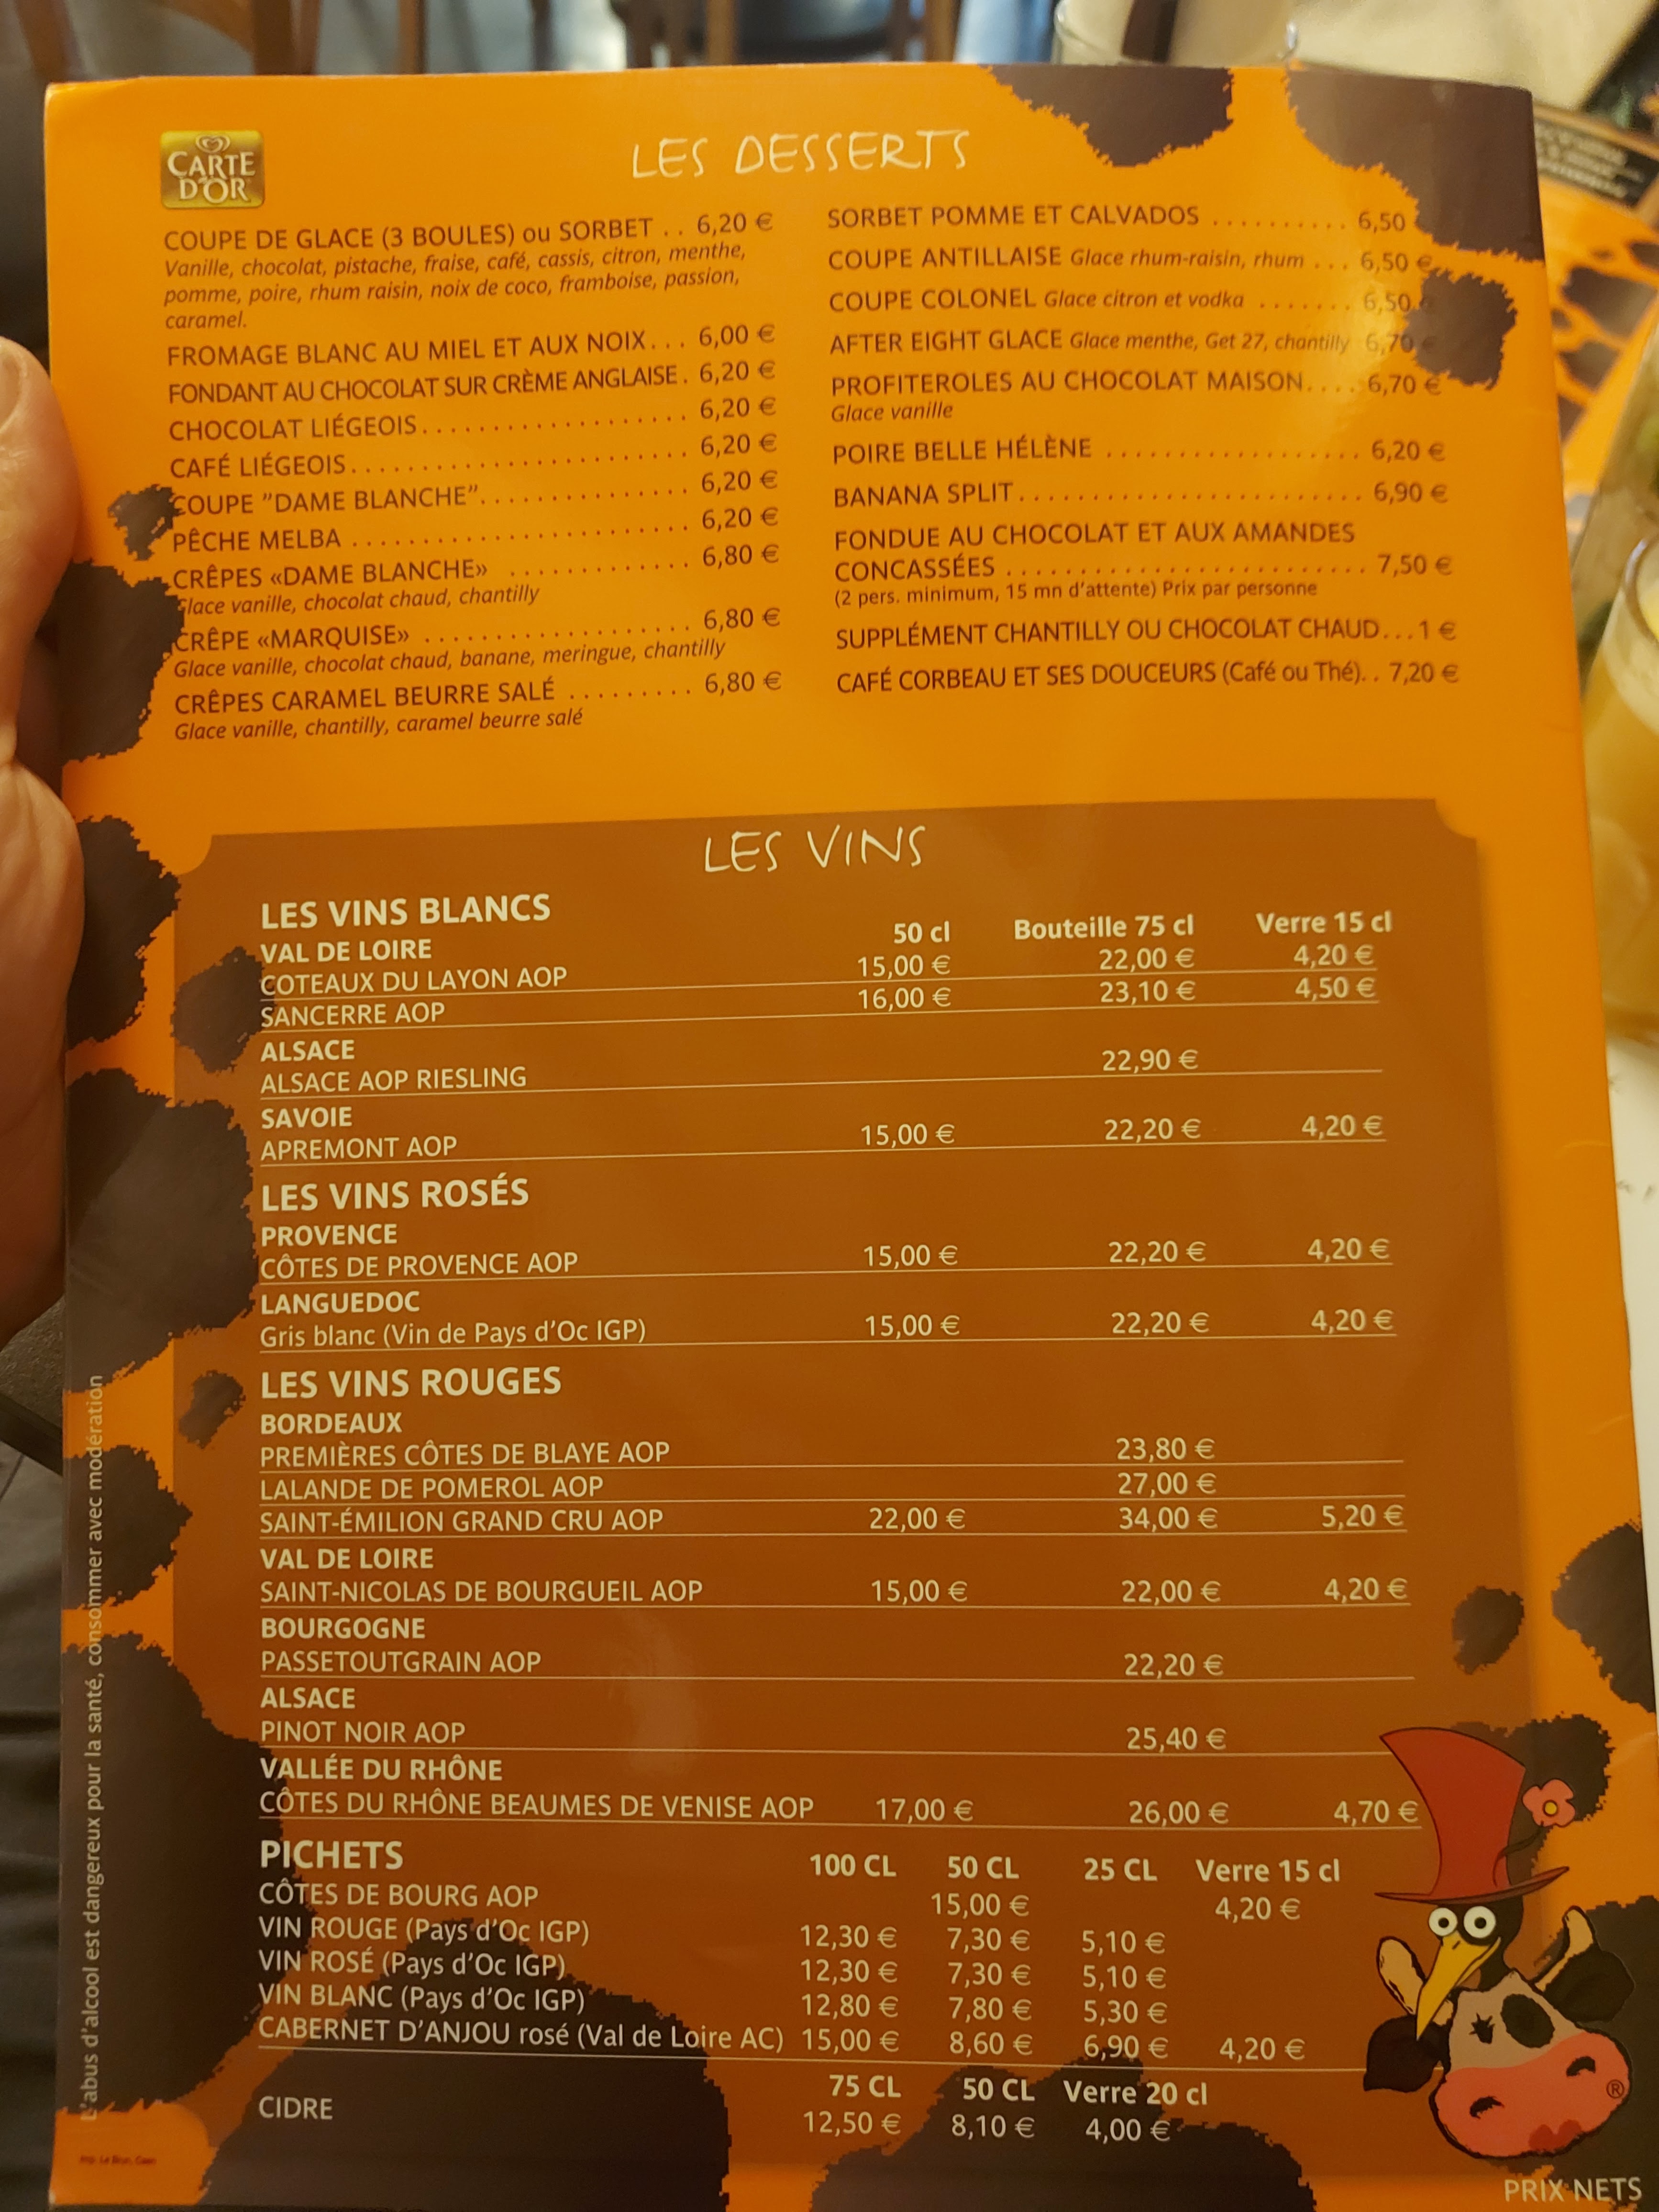 CARTE
D'OR
LES DESSERTS
COUPE DE GLACE (3 BOULES) ou SORBET . . 6,20 €
Vanille, chocolat, pistache, fraise, café, cassis, citron, menthe,
pomme, poire, rhum raisin, noix de coco, framboise, passion,
caramel.
FROMAGE BLANC AU MIEL ET AUX NOIX. . . 6,00 €
FONDANT AU CHOCOLAT SUR CRÈME ANGLAISE . 6,20 €
CHOCOLAT LIÉGEOIS . . . . . . . . . . . . . . . . . 6,20 €
CAFÉ LIÉGEOIS. . . . . . . . . . . . . . . . . . . . . 6,20 €
COUPE "DAME BLANCHE". . . . . . . . . . . . . 6,20 €
PÊCHE MELBA . . . . . . . . . . . . . . . . . . . . . 6,20 €
CRÊPES «DAME BLANCHE» . . . . . . . . . . . . 6,80 €
Glace vanille, chocolat chaud, chantilly
CRÊPE «MARQUISE» . . . . . . . . . . . . . . . . . 6,80 €
Glace vanille, chocolat chaud, banane, meringue, chantilly
CRÊPES CARAMEL BEURRE SALÉ . . . . . . . . . 6,80 €
Glace vanille, chantilly, caramel beurre salé
SORBET POMME ET CALVADOS . . . . . . . . . . 6,50
COUPE ANTILLAISE Glace rhum-raisin, rhum . . . 6,50 €
COUPE COLONEL Glace citron et vodka . . . . . . . 6,50 €
AFTER EIGHT GLACE Glace menthe, Get 27, chantilly 6,70 €
PROFITEROLES AU CHOCOLAT MAISON. . . . 6,70 €
Glace vanille
POIRE BELLE HÉLÈNE . . . . . . . . . . . . . . . . . 6,20 €
BANANA SPLIT . . . . . . . . . . . . . . . . . . . . . . . 6,90 €
FONDUE AU CHOCOLAT ET AUX AMANDES
CONCASSÉES . . . . . . . . . . . . . . . . . . . . . . . . 7,50 €
(2 pers. minimum, 15 mn d'attente) Prix par personne
SUPPLÉMENT CHANTILLY OU CHOCOLAT CHAUD. . . 1 €
CAFÉ CORBEAU ET SES DOUCEURS (Café ou Thé). . 7,20 €
LES VINS
LES VINS BLANCS
50 cl Bouteille 75 cl Verre 15 cl
VAL DE LOIRE
COTEAUX DU LAYON AOP 15,00 € 22,00 € 4,20 €
SANCERRE AOP 16,00 € 23,10 € 4,50 €
ALSACE
ALSACE AOP RIESLING 22,90 €
SAVOIE
APREMONT AOP 15,00 € 22,20 € 4,20 €
LES VINS ROSÉS
PROVENCE
CÔTES DE PROVENCE AOP 15,00 € 22,20 € 4,20 €
LANGUEDOC
Gris blanc (Vin de Pays d'Oc IGP) 15,00 € 22,20 € 4,20 €
LES VINS ROUGES
BORDEAUX
PREMIÈRES CÔTES DE BLAYE AOP 23,80 €
LALANDE DE POMEROL AOP 27,00 €
SAINT-ÉMILION GRAND CRU AOP 22,00 € 34,00 € 5,20 €
VAL DE LOIRE
SAINT-NICOLAS DE BOURGUEIL AOP 15,00 € 22,00 € 4,20 €
BOURGOGNE
PASSETOUTGRAIN AOP 22,20 €
ALSACE
PINOT NOIR AOP 25,40 €
VALLÉE DU RHÔNE
CÔTES DU RHÔNE BEAUMES DE VENISE AOP 17,00 € 26,00 € 4,70 €
PICHETS 100 CL 50 CL 25 CL Verre 15 cl
CÔTES DE BOURG AOP 15,00 € 4,20 €
VIN ROUGE (Pays d'Oc IGP) 12,30 € 7,30 € 5,10 €
VIN ROSÉ (Pays d'Oc IGP) 12,30 € 7,30 € 5,10 €
VIN BLANC (Pays d'Oc IGP) 12,80 € 7,80 € 5,30 €
CABERNET D'ANJOU rosé (Val de Loire AC) 15,00 € 8,60 € 6,90 € 4,20 €
75 CL 50 CL Verre 20 cl
CIDRE 12,50 € 8,10 € 4,00 €
L'abus d'alcool est dangereux pour la santé, consommer avec modération
Imp. Le Brun, Caen
®
PRIX NETS